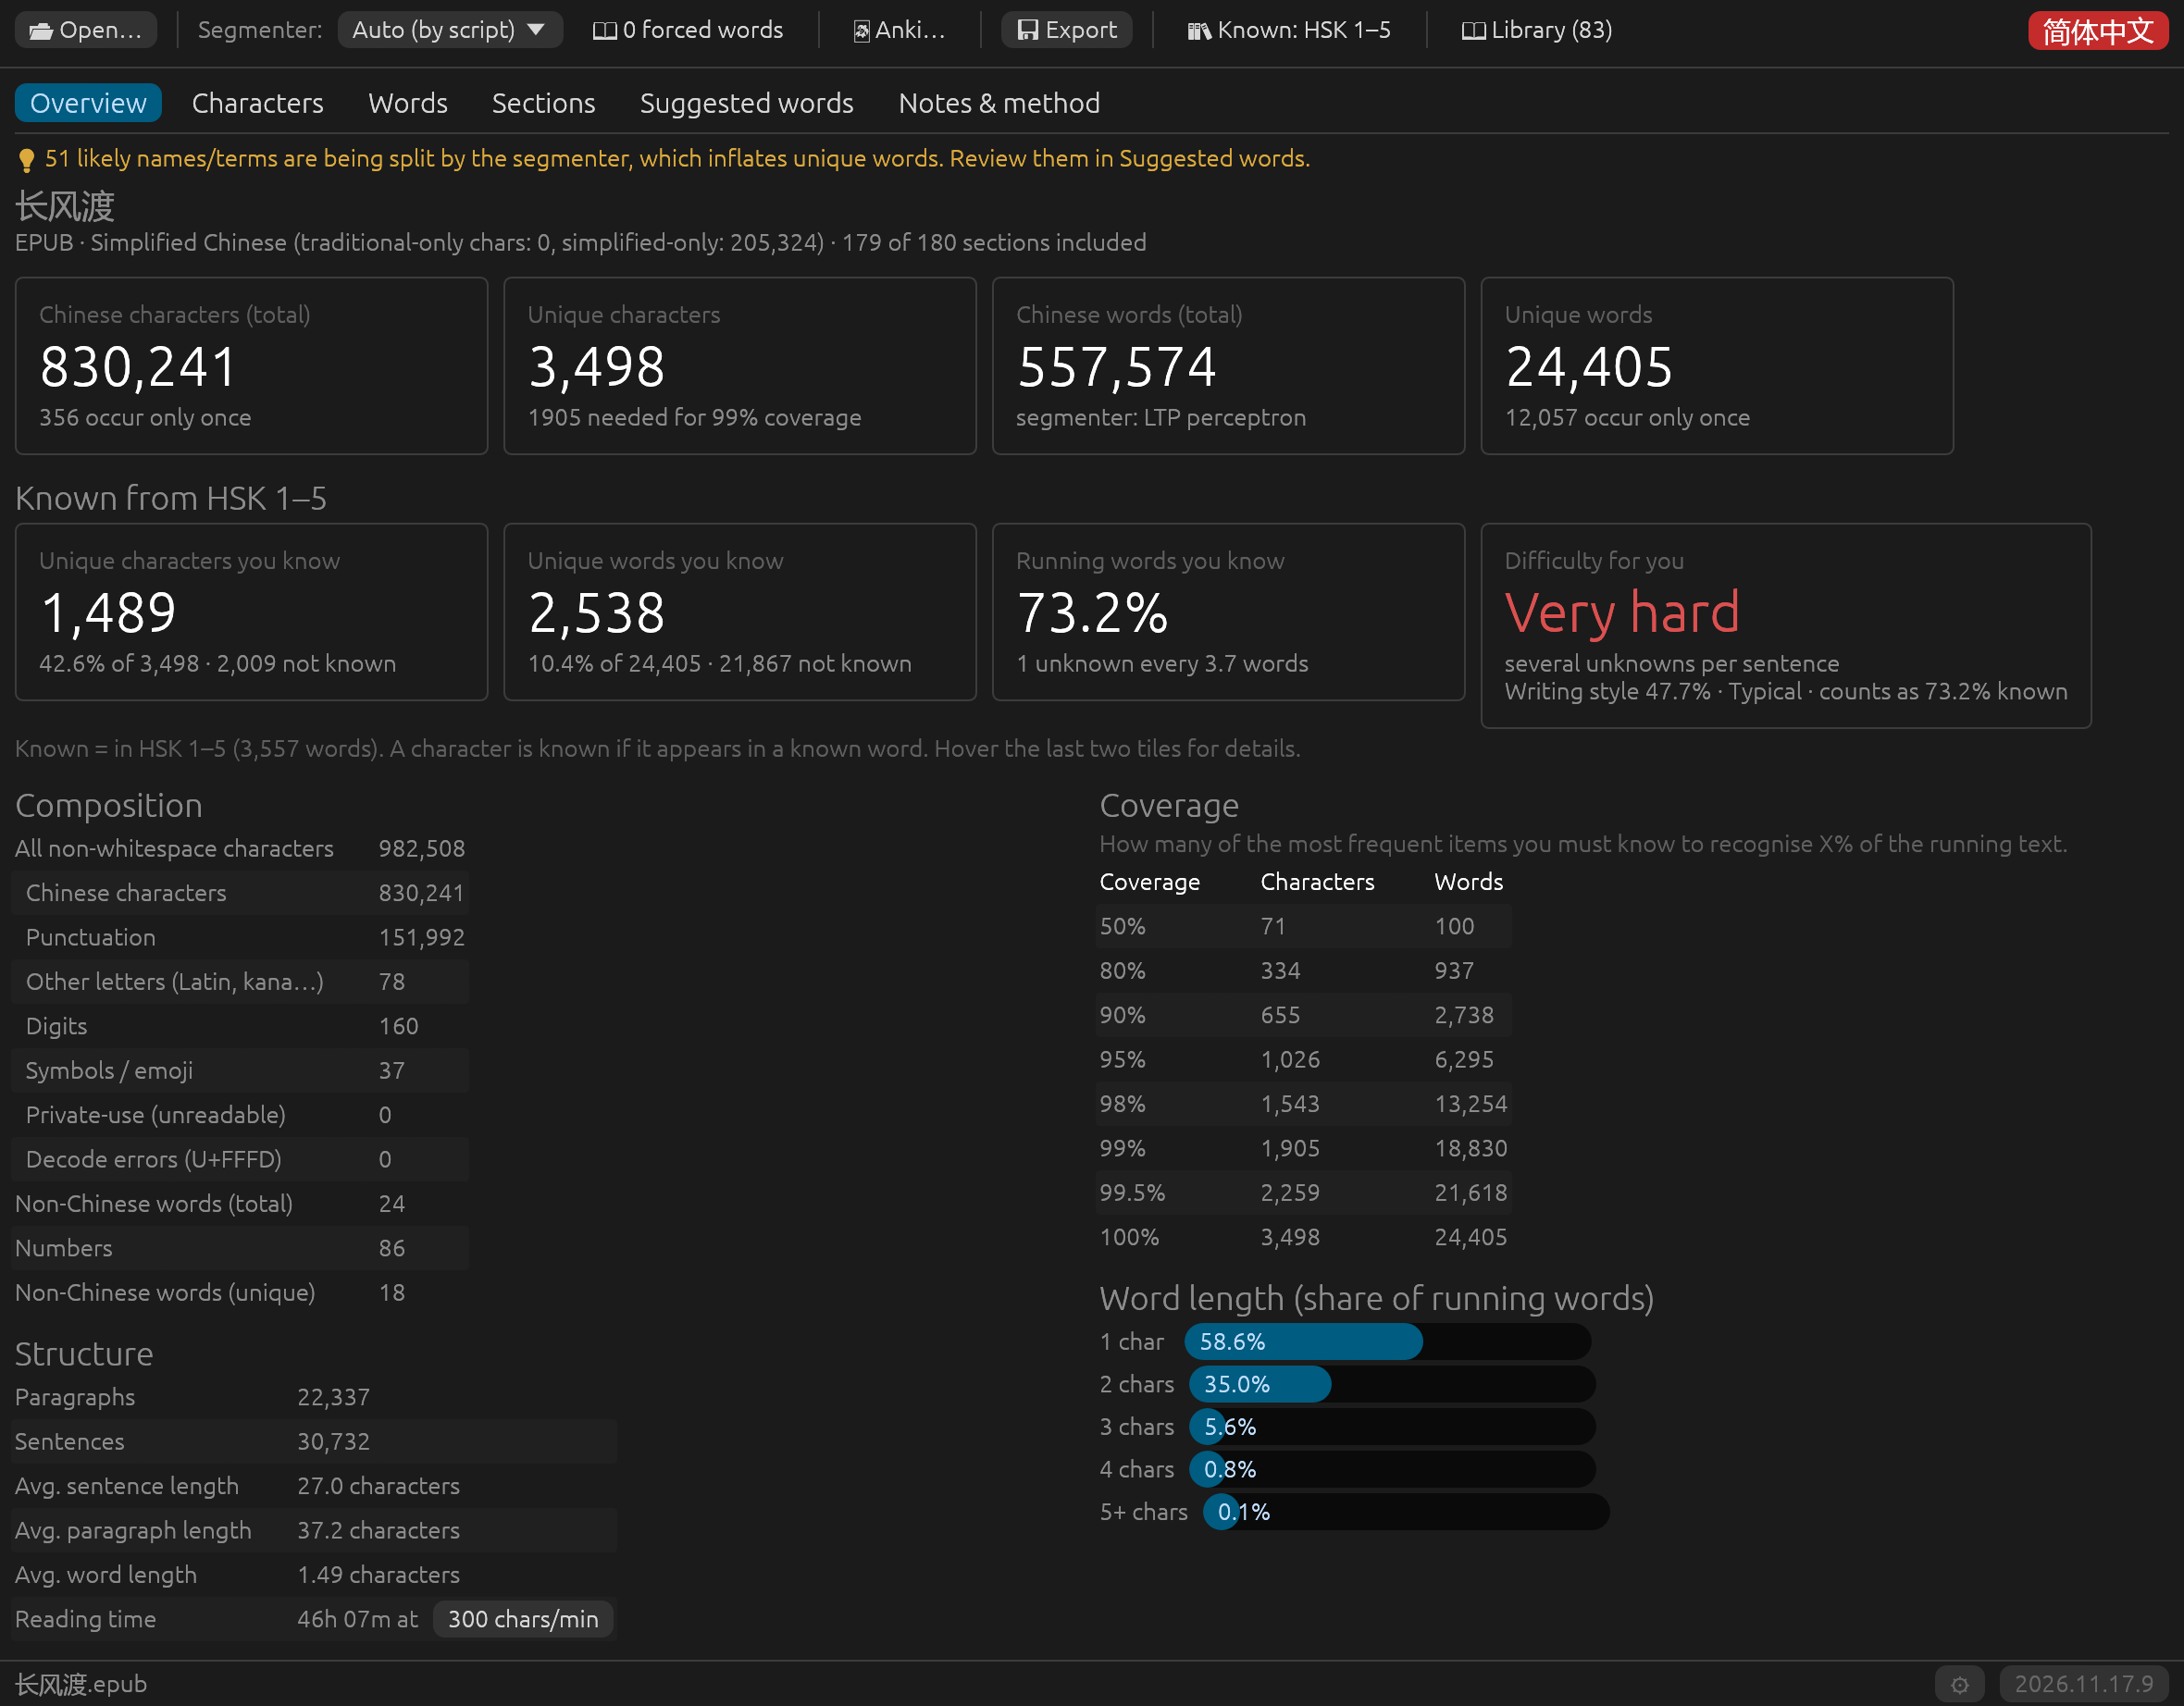 Open…
Segmenter:
Auto (by script)
0 forced words
Anki…
Export
Known: HSK 1–5
Library (83)
简体中文
Overview
Characters
Words
Sections
Suggested words
Notes & method
51 likely names/terms are being split by the segmenter, which inflates unique words. Review them in Suggested words.
长风渡
EPUB · Simplified Chinese (traditional-only chars: 0, simplified-only: 205,324) · 179 of 180 sections included
Chinese characters (total)
830,241
356 occur only once
Unique characters
3,498
1905 needed for 99% coverage
Chinese words (total)
557,574
segmenter: LTP perceptron
Unique words
24,405
12,057 occur only once
Known from HSK 1–5
Unique characters you know
1,489
42.6% of 3,498 · 2,009 not known
Unique words you know
2,538
10.4% of 24,405 · 21,867 not known
Running words you know
73.2%
1 unknown every 3.7 words
Difficulty for you
Very hard
several unknowns per sentence
Writing style 47.7% · Typical · counts as 73.2% known
Known = in HSK 1–5 (3,557 words). A character is known if it appears in a known word. Hover the last two tiles for details.
Composition
All non-whitespace characters 982,508
Chinese characters 830,241
Punctuation 151,992
Other letters (Latin, kana…) 78
Digits 160
Symbols / emoji 37
Private-use (unreadable) 0
Decode errors (U+FFFD) 0
Non-Chinese words (total) 24
Numbers 86
Non-Chinese words (unique) 18
Structure
Paragraphs 22,337
Sentences 30,732
Avg. sentence length 27.0 characters
Avg. paragraph length 37.2 characters
Avg. word length 1.49 characters
Reading time 46h 07m at 300 chars/min
Coverage
How many of the most frequent items you must know to recognise X% of the running text.
Coverage Characters Words
50% 71 100
80% 334 937
90% 655 2,738
95% 1,026 6,295
98% 1,543 13,254
99% 1,905 18,830
99.5% 2,259 21,618
100% 3,498 24,405
Word length (share of running words)
1 char 58.6%
2 chars 35.0%
3 chars 5.6%
4 chars 0.8%
5+ chars 0.1%
长风渡.epub
2026.11.17.9